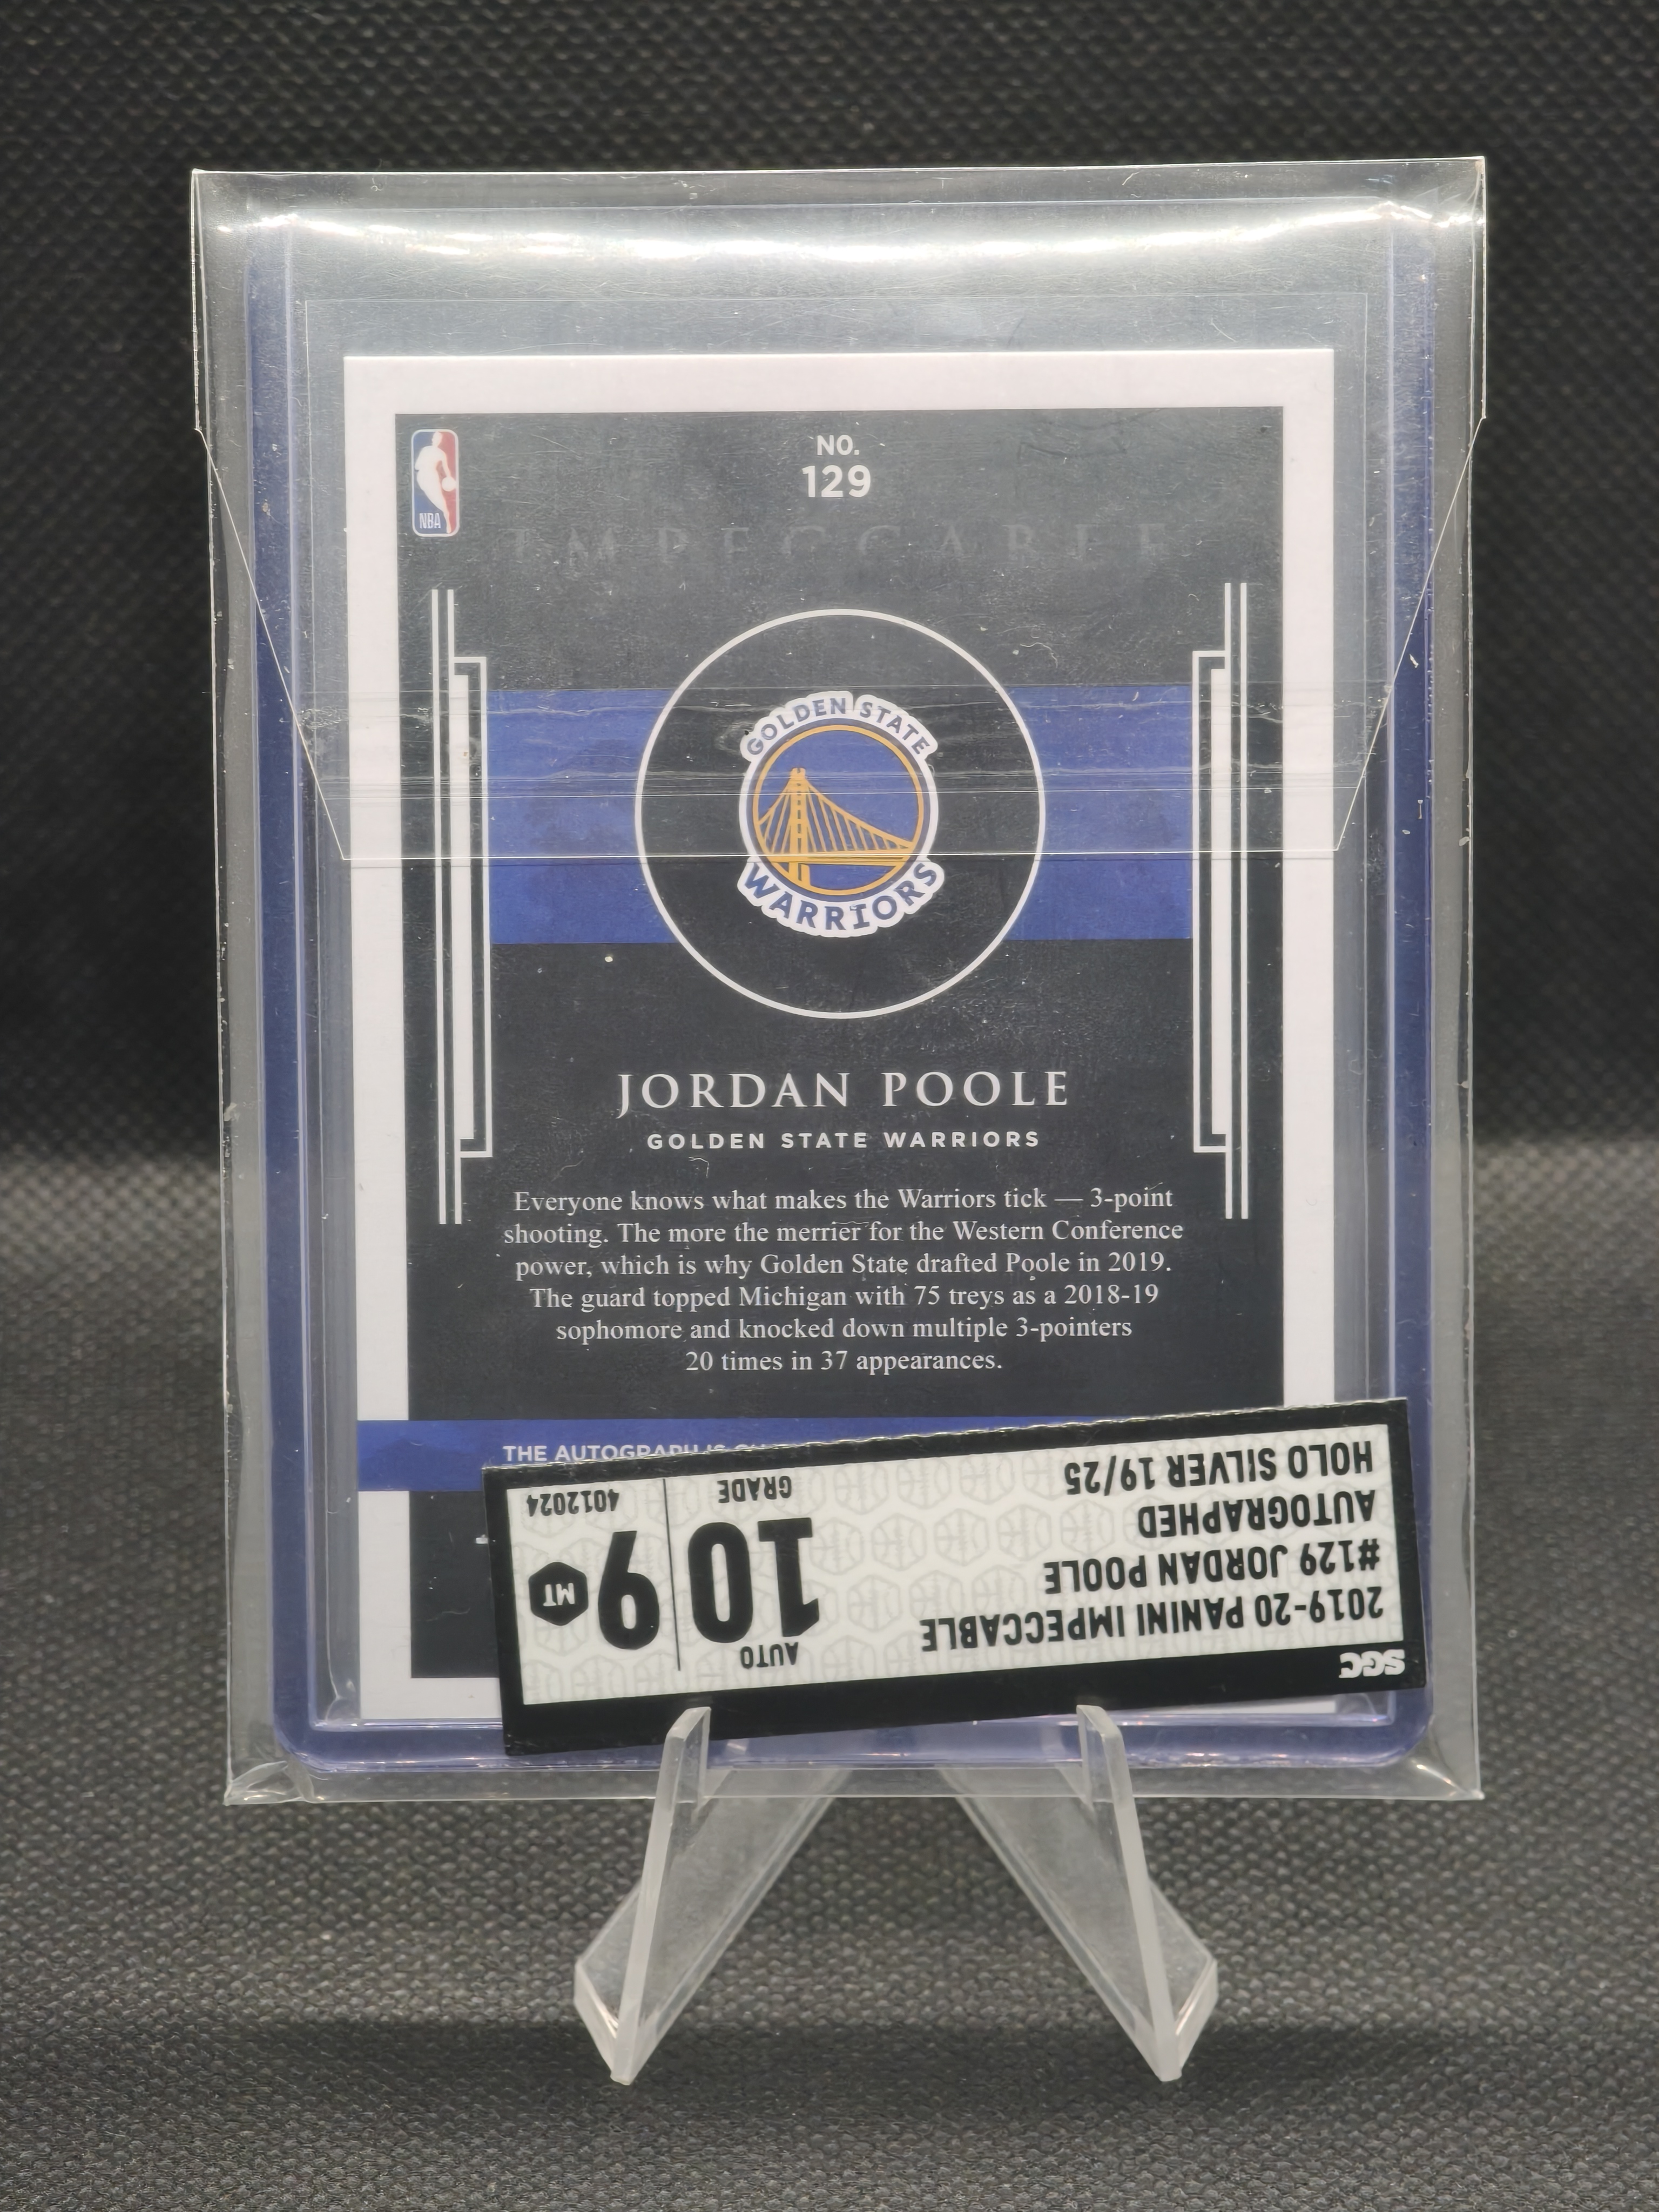 NBA
NO.
129
IMPECCABLE
GOLDEN STATE
WARRIORS
JORDAN POOLE
GOLDEN STATE WARRIORS
Everyone knows what makes the Warriors tick — 3-point
shooting. The more the merrier for the Western Conference
power, which is why Golden State drafted Poole in 2019.
The guard topped Michigan with 75 treys as a 2018-19
sophomore and knocked down multiple 3-pointers
20 times in 37 appearances.
THE AUTOGRAPH IS
SGC
2019-20 PANINI IMPECCABLE
#129 JORDAN POOLE
AUTOGRAPHED
HOLO SILVER 19/25
AUTO
10
GRADE
9
MT
4012024